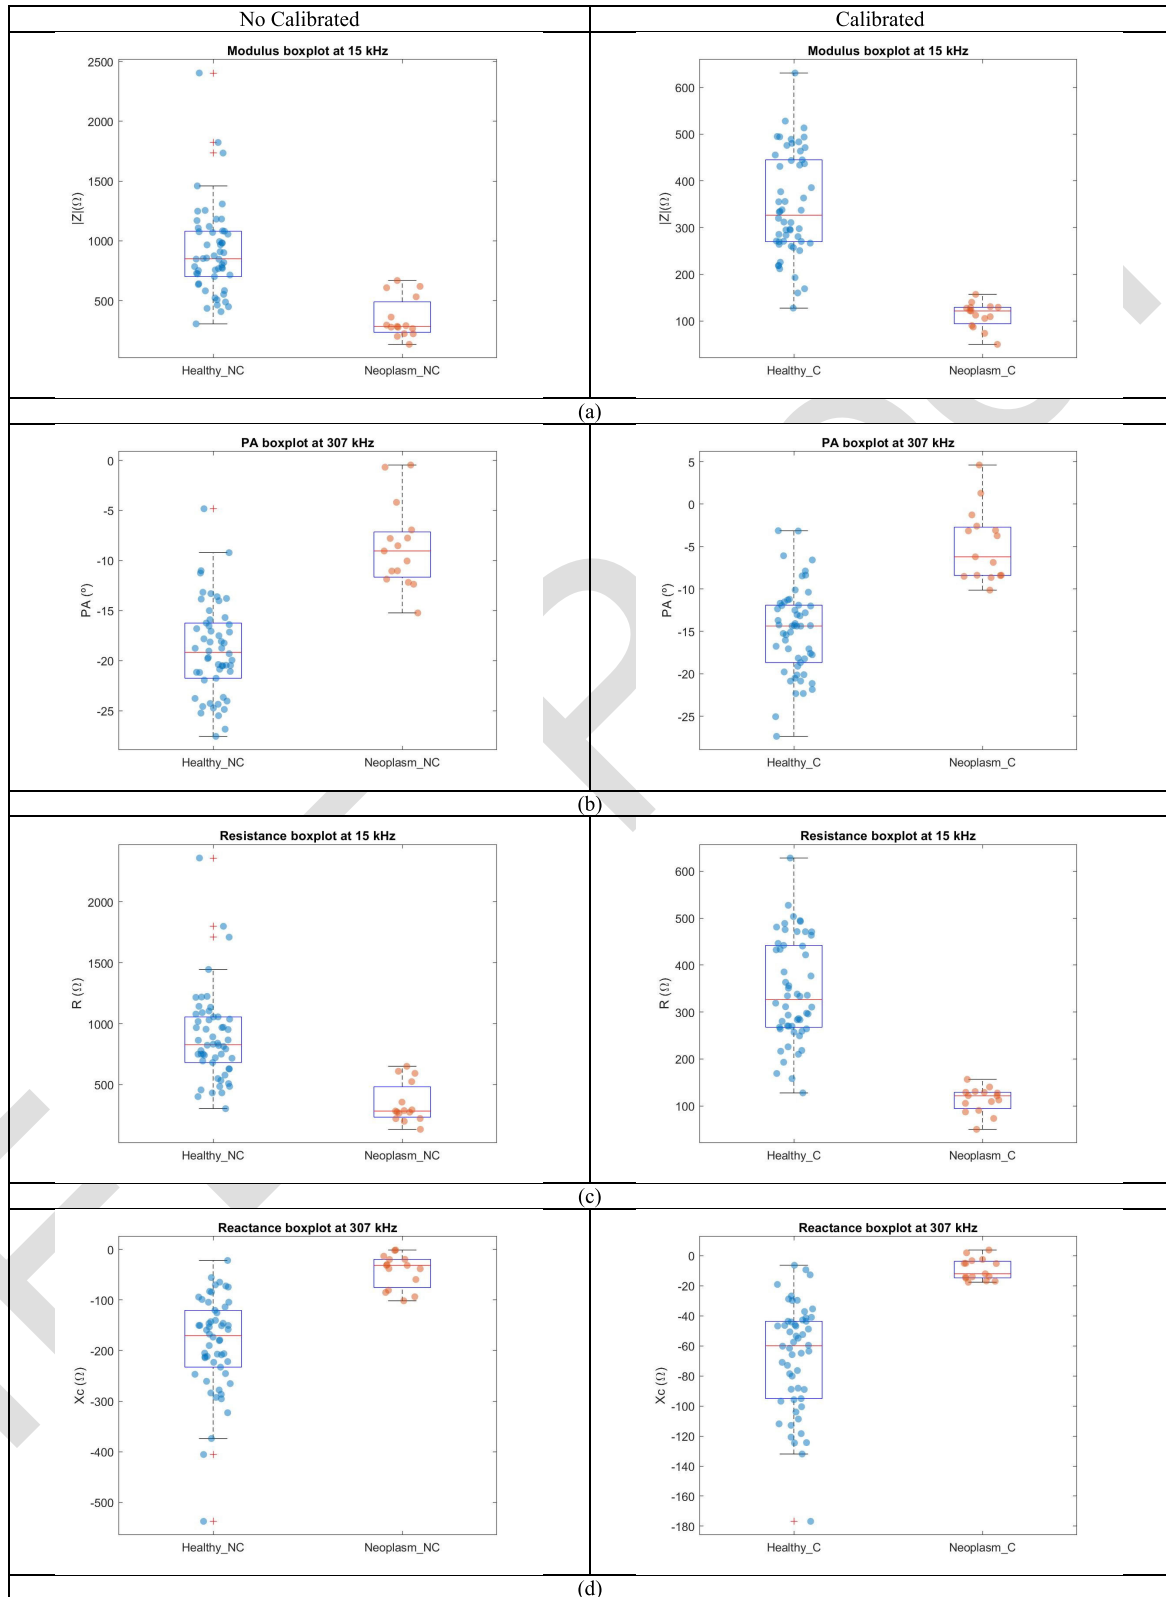 No Calibrated
Calibrated
Modulus boxplot at 15 kHz
2500
2000
1500
1000
500
|Z|(Ω)
Healthy_NC
Neoplasm_NC
Modulus boxplot at 15 kHz
600
500
400
300
200
100
|Z|(Ω)
Healthy_C
Neoplasm_C
(a)
PA boxplot at 307 kHz
0
-5
-10
-15
-20
-25
PA (º)
Healthy_NC
Neoplasm_NC
PA boxplot at 307 kHz
5
0
-5
-10
-15
-20
-25
PA (º)
Healthy_C
Neoplasm_C
(b)
Resistance boxplot at 15 kHz
2000
1500
1000
500
R (Ω)
Healthy_NC
Neoplasm_NC
Resistance boxplot at 15 kHz
600
500
400
300
200
100
R (Ω)
Healthy_C
Neoplasm_C
(c)
Reactance boxplot at 307 kHz
0
-100
-200
-300
-400
-500
Xc (Ω)
Healthy_NC
Neoplasm_NC
Reactance boxplot at 307 kHz
0
-20
-40
-60
-80
-100
-120
-140
-160
-180
Xc (Ω)
Healthy_C
Neoplasm_C
(d)